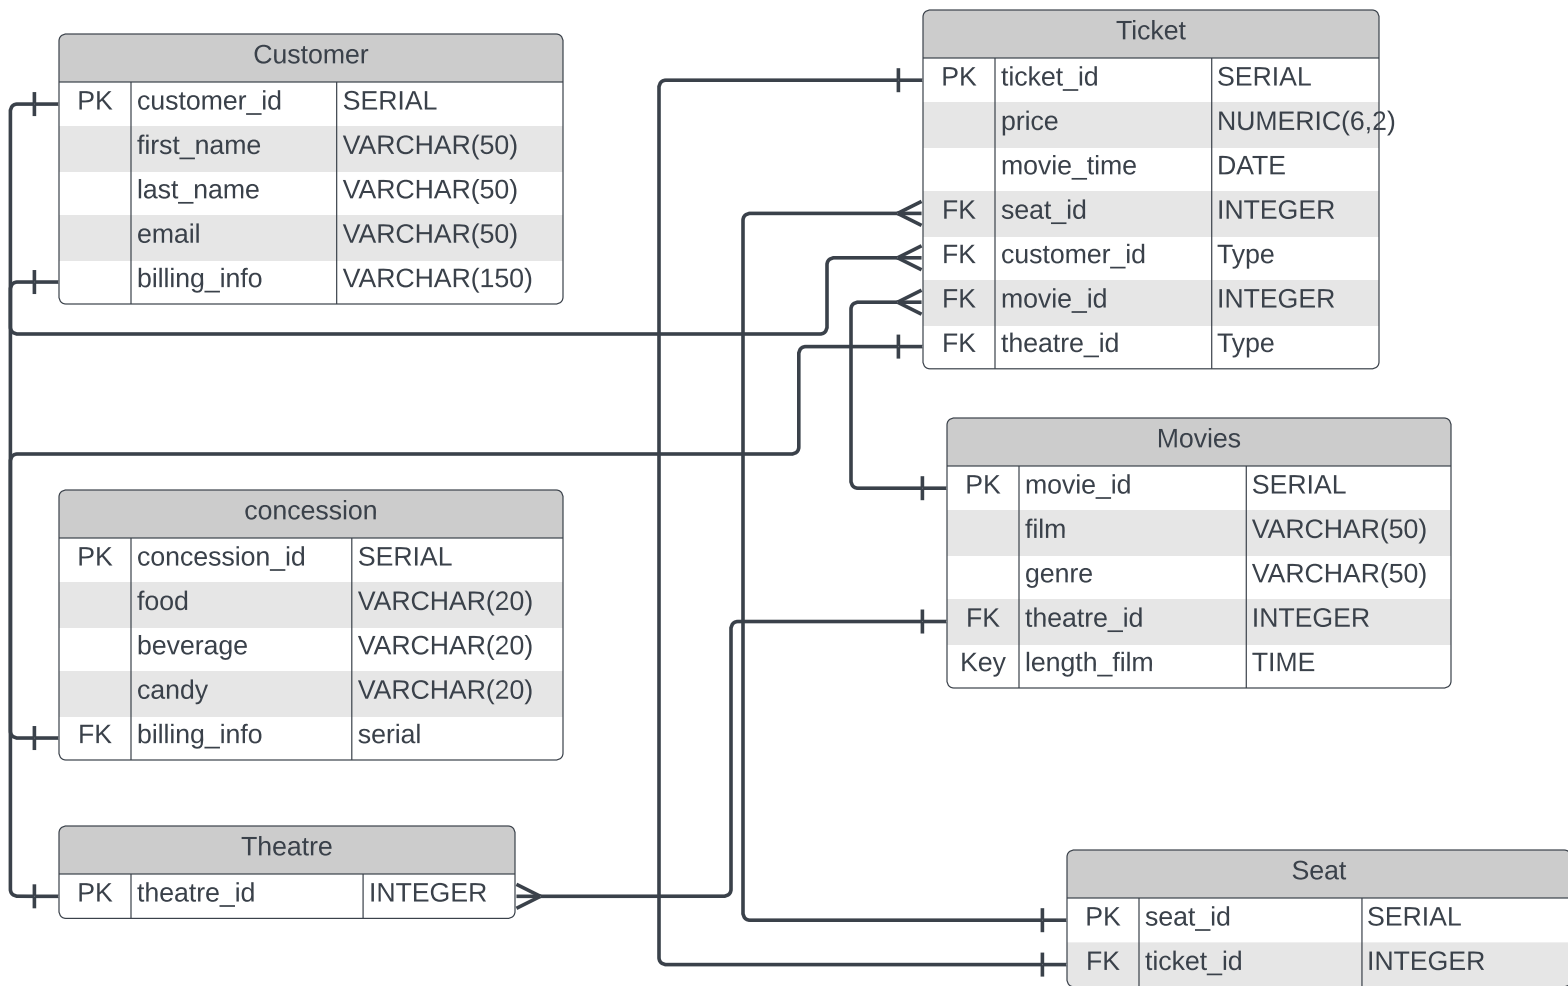 Customer
PK customer_id SERIAL
first_name VARCHAR(50)
last_name VARCHAR(50)
email VARCHAR(50)
billing_info VARCHAR(150)
Ticket
PK ticket_id SERIAL
price NUMERIC(6,2)
movie_time DATE
FK seat_id INTEGER
FK customer_id Type
FK movie_id INTEGER
FK theatre_id Type
Movies
PK movie_id SERIAL
film VARCHAR(50)
genre VARCHAR(50)
FK theatre_id INTEGER
Key length_film TIME
concession
PK concession_id SERIAL
food VARCHAR(20)
beverage VARCHAR(20)
candy VARCHAR(20)
FK billing_info serial
Theatre
PK theatre_id INTEGER
Seat
PK seat_id SERIAL
FK ticket_id INTEGER